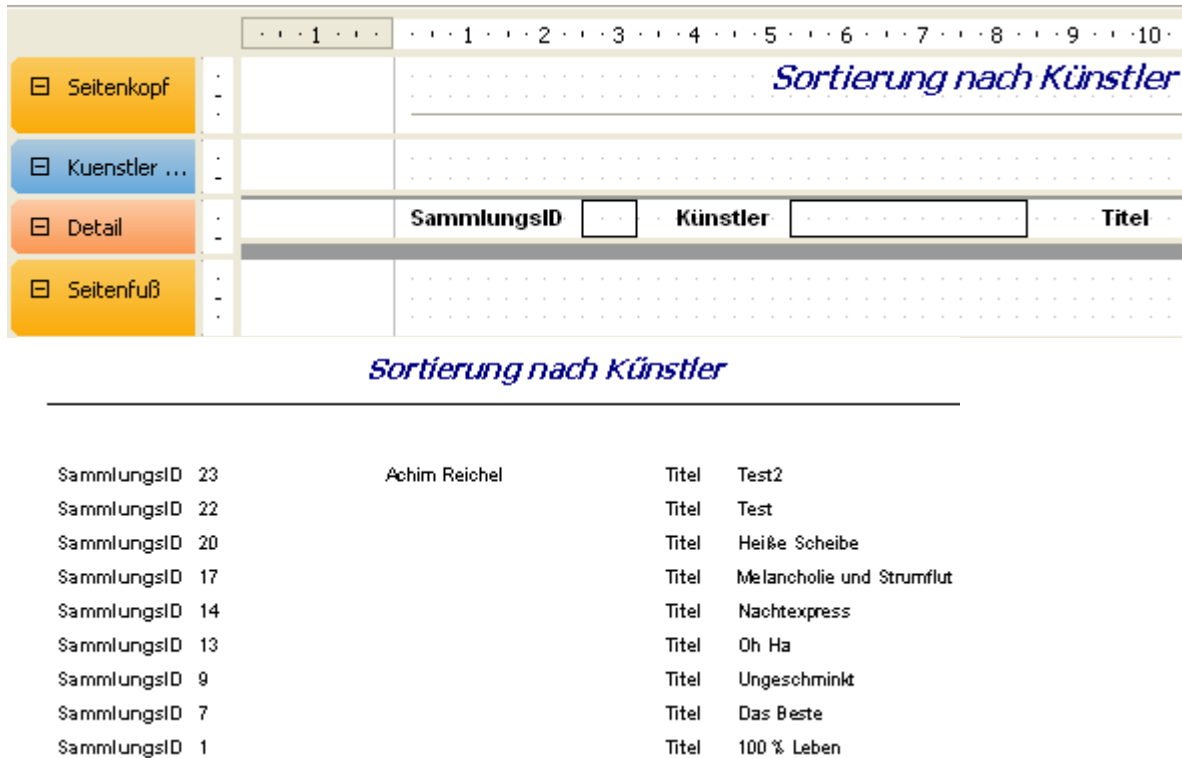 · · · 1 · · · · · · 1 · · · 2 · · · 3 · · · 4 · · · 5 · · · 6 · · · 7 · · · 8 · · · 9 · · · 10 ·
Seitenkopf
Sortierung nach Künstler
Kuenstler ...
Detail SammlungsID Künstler Titel
Seitenfuß
Sortierung nach Künstler
SammlungsID 23 Achim Reichel Titel Test2
SammlungsID 22 Titel Test
SammlungsID 20 Titel Heiße Scheibe
SammlungsID 17 Titel Melancholie und Strumflut
SammlungsID 14 Titel Nachtexpress
SammlungsID 13 Titel Oh Ha
SammlungsID 9 Titel Ungeschminkt
SammlungsID 7 Titel Das Beste
SammlungsID 1 Titel 100 % Leben